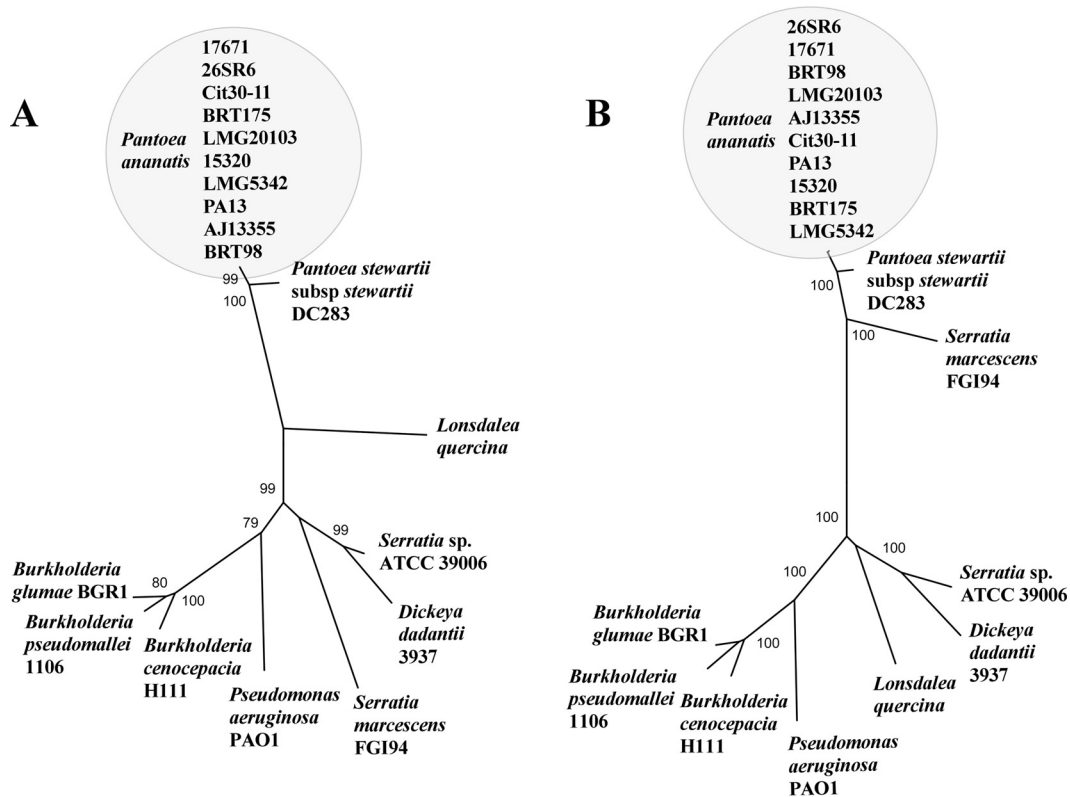 A
Pantoea
ananatis
17671
26SR6
Cit30-11
BRT175
LMG20103
15320
LMG5342
PA13
AJ13355
BRT98
99
100
Pantoea stewartii
subsp stewartii
DC283
Lonsdalea
quercina
99
79
99
Serratia sp.
ATCC 39006
Burkholderia
glumae BGR1
80
100
Burkholderia
pseudomallei
1106
Burkholderia
cenocepacia
H111
Dickeya
dadantii
3937
Pseudomonas
aeruginosa
PAO1
Serratia
marcescens
FGI94
B
Pantoea
ananatis
26SR6
17671
BRT98
LMG20103
AJ13355
Cit30-11
PA13
15320
BRT175
LMG5342
100
Pantoea stewartii
subsp stewartii
DC283
100
Serratia
marcescens
FGI94
100
100
100
Serratia sp.
ATCC 39006
Burkholderia
glumae BGR1
100
Dickeya
dadantii
3937
Burkholderia
pseudomallei
1106
Burkholderia
cenocepacia
H111
Lonsdalea
quercina
Pseudomonas
aeruginosa
PAO1